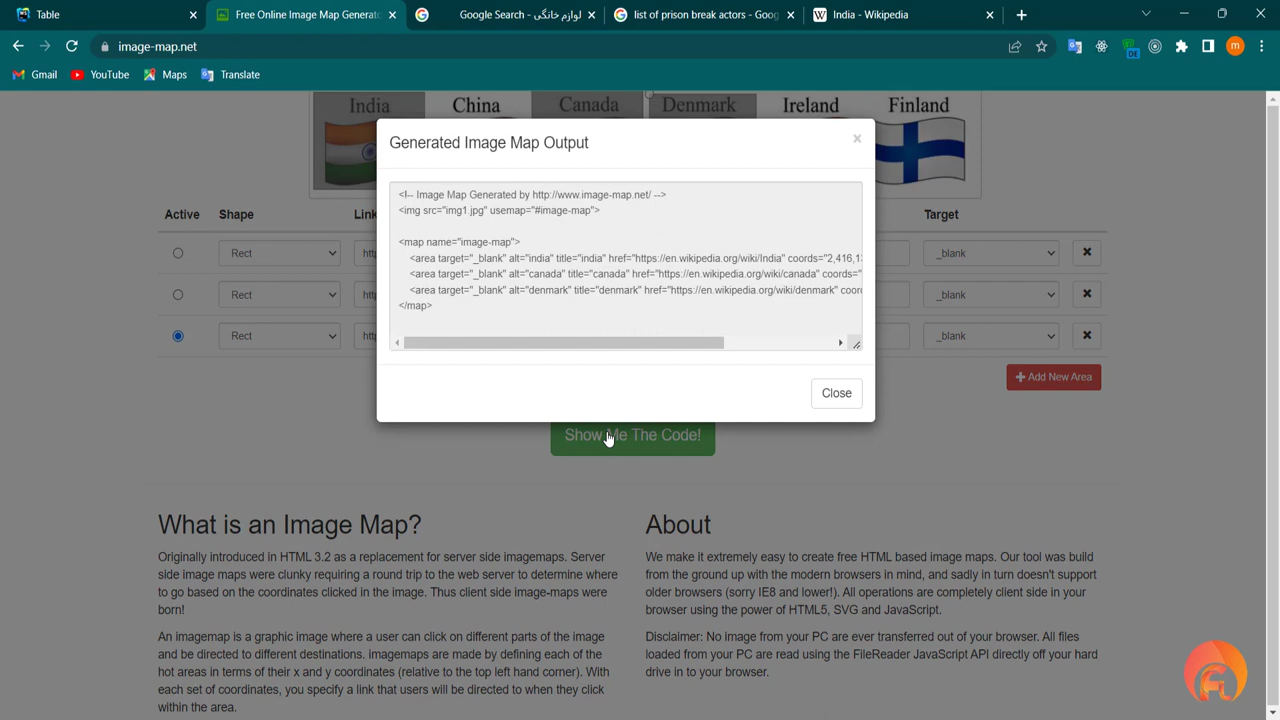 Table
Free Online Image Map Generato
لوازم خانگی - Google Search
list of prison break actors - Goog
India - Wikipedia
image-map.net
m
Gmail
YouTube
Maps
Translate
DE
India
China
Canada
Denmark
Ireland
Finland
Generated Image Map Output
<!-- Image Map Generated by http://www.image-map.net/ -->
<img src="img1.jpg" usemap="#image-map">
<map name="image-map">
<area target="_blank" alt="india" title="india" href="https://en.wikipedia.org/wiki/India" coords="2,416,1
<area target="_blank" alt="canada" title="canada" href="https://en.wikipedia.org/wiki/canada" coords="
<area target="_blank" alt="denmark" title="denmark" href="https://en.wikipedia.org/wiki/denmark" coord
</map>
Close
Active
Shape
Link
Target
Rect
http
_blank
Rect
http
_blank
Rect
http
_blank
Add New Area
Show Me The Code!
What is an Image Map?
Originally introduced in HTML 3.2 as a replacement for server side imagemaps. Server
side image maps were clunky requiring a round trip to the web server to determine where
to go based on the coordinates clicked in the image. Thus client side image-maps were
born!
An imagemap is a graphic image where a user can click on different parts of the image
and be directed to different destinations. imagemaps are made by defining each of the
hot areas in terms of their x and y coordinates (relative to the top left hand corner). With
each set of coordinates, you specify a link that users will be directed to when they click
within the area.
About
We make it extremely easy to create free HTML based image maps. Our tool was build
from the ground up with the modern browsers in mind, and sadly in turn doesn't support
older browsers (sorry IE8 and lower!). All operations are completely client side in your
browser using the power of HTML5, SVG and JavaScript.
Disclaimer: No image from your PC are ever transferred out of your browser. All files
loaded from your PC are read using the FileReader JavaScript API directly off your hard
drive in to your browser.